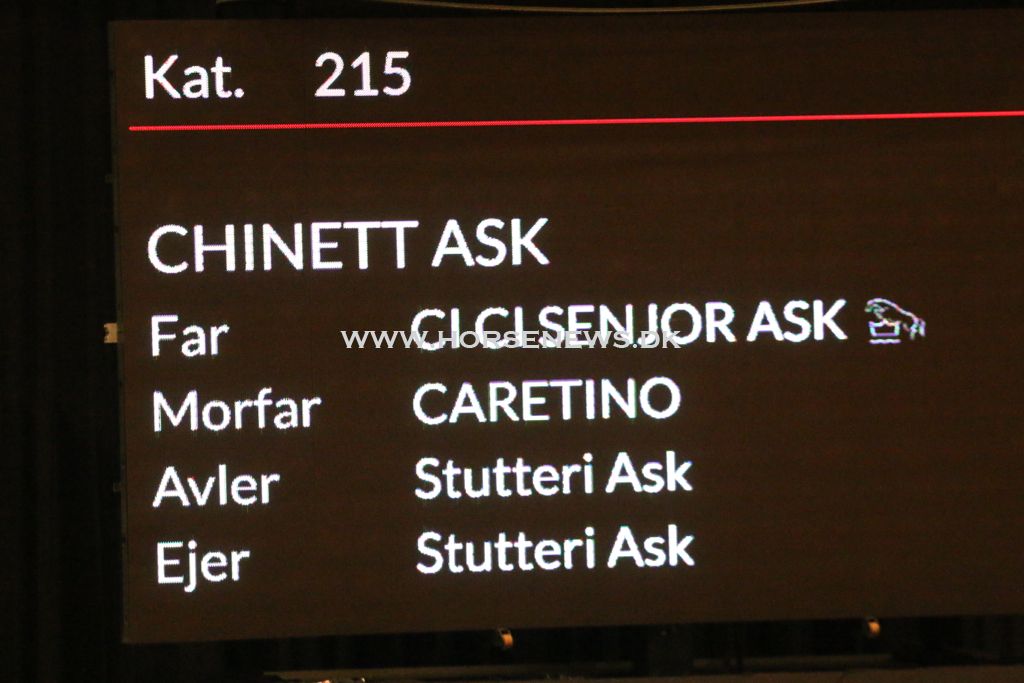 Kat. 215
CHINETT ASK
Far CI CI SENJOR ASK
WWW.HORSENEWS.DK
Morfar CARETINO
Avler Stutteri Ask
Ejer Stutteri Ask